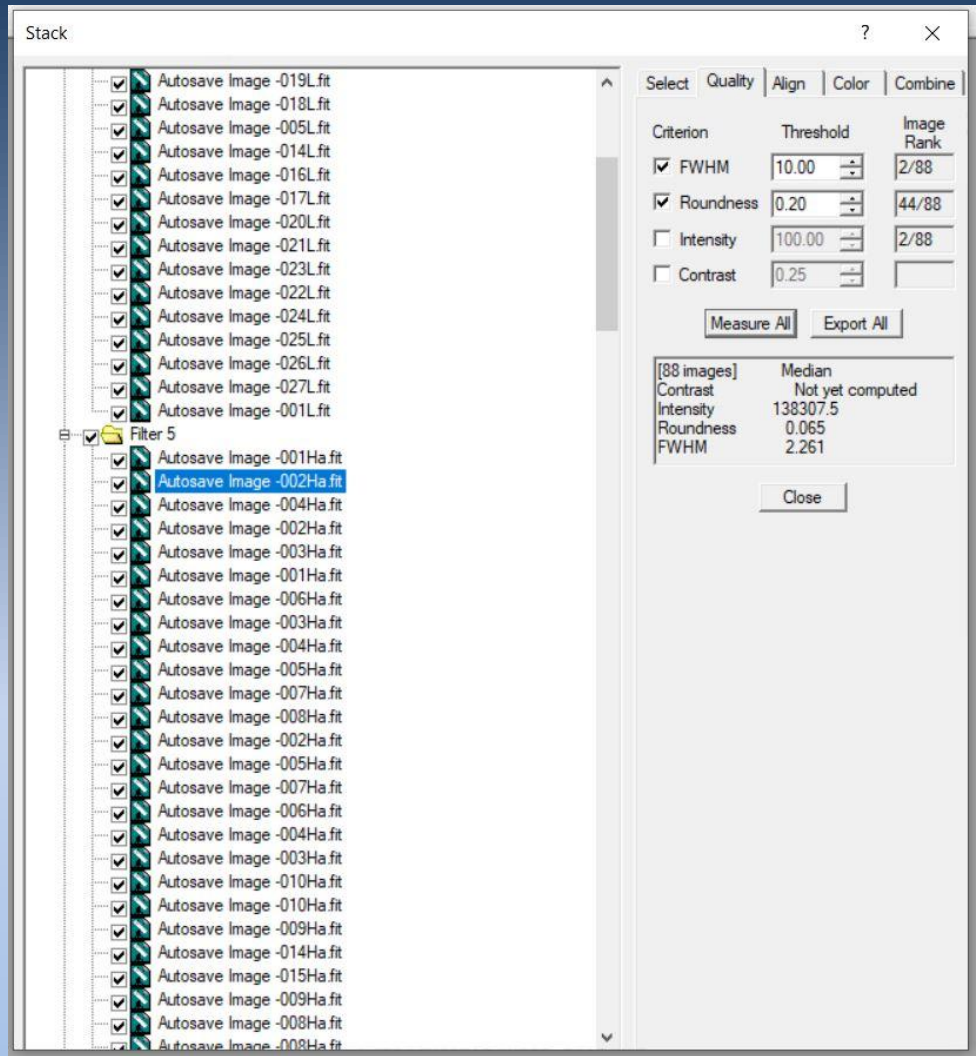 Stack ? ×
Autosave Image -019L.fit
Autosave Image -018L.fit
Autosave Image -005L.fit
Autosave Image -014L.fit
Autosave Image -016L.fit
Autosave Image -017L.fit
Autosave Image -020L.fit
Autosave Image -021L.fit
Autosave Image -023L.fit
Autosave Image -022L.fit
Autosave Image -024L.fit
Autosave Image -025L.fit
Autosave Image -026L.fit
Autosave Image -027L.fit
Autosave Image -001L.fit
Filter 5
Autosave Image -001Ha.fit
Autosave Image -002Ha.fit
Autosave Image -004Ha.fit
Autosave Image -002Ha.fit
Autosave Image -003Ha.fit
Autosave Image -001Ha.fit
Autosave Image -006Ha.fit
Autosave Image -003Ha.fit
Autosave Image -004Ha.fit
Autosave Image -005Ha.fit
Autosave Image -007Ha.fit
Autosave Image -008Ha.fit
Autosave Image -002Ha.fit
Autosave Image -005Ha.fit
Autosave Image -007Ha.fit
Autosave Image -006Ha.fit
Autosave Image -004Ha.fit
Autosave Image -003Ha.fit
Autosave Image -010Ha.fit
Autosave Image -010Ha.fit
Autosave Image -009Ha.fit
Autosave Image -014Ha.fit
Autosave Image -015Ha.fit
Autosave Image -009Ha.fit
Autosave Image -008Ha.fit
Autosave Image -008Ha.fit
Select Quality Align Color Combine
Criterion Threshold Image
Rank
FWHM 10.00 2/88
Roundness 0.20 44/88
Intensity 100.00 2/88
Contrast 0.25
Measure All Export All
[88 images] Median
Contrast Not yet computed
Intensity 138307.5
Roundness 0.065
FWHM 2.261
Close